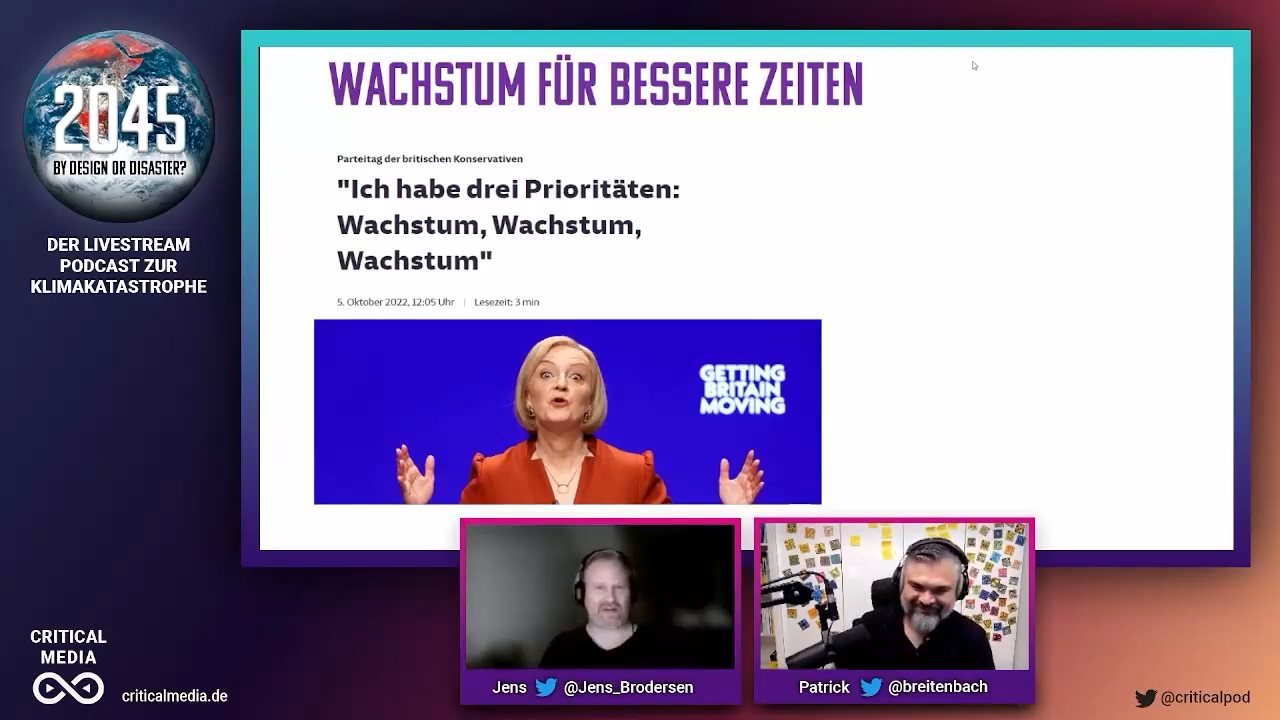 2045
BY DESIGN OR DISASTER?
DER LIVESTREAM
PODCAST ZUR
KLIMAKATASTROPHE
WACHSTUM FÜR BESSERE ZEITEN
Parteitag der britischen Konservativen
"Ich habe drei Prioritäten:
Wachstum, Wachstum,
Wachstum"
5. Oktober 2022, 12:05 Uhr | Lesezeit: 3 min
GETTING
BRITAIN
MOVING
Jens @Jens_Brodersen
Patrick @breitenbach
CRITICAL
MEDIA
criticalmedia.de
@criticalpod